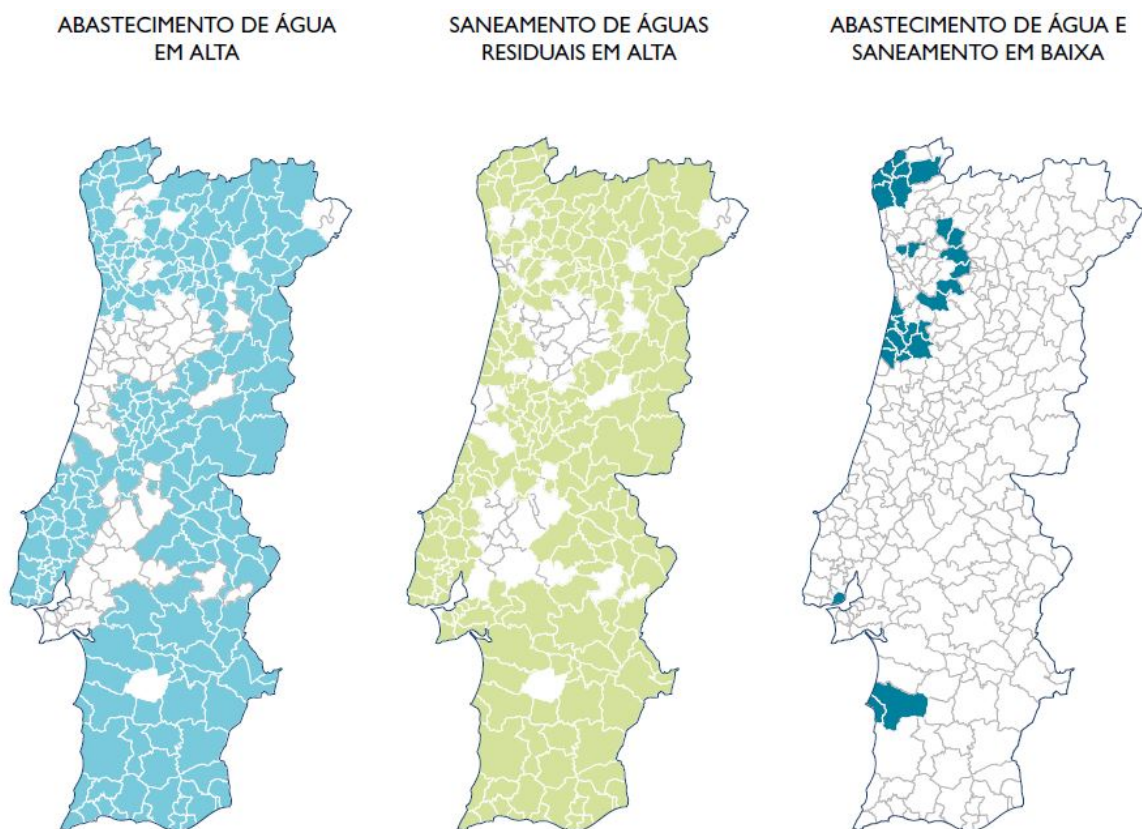 ABASTECIMENTO DE ÁGUA
EM ALTA
SANEAMENTO DE ÁGUAS
RESIDUAIS EM ALTA
ABASTECIMENTO DE ÁGUA E
SANEAMENTO EM BAIXA